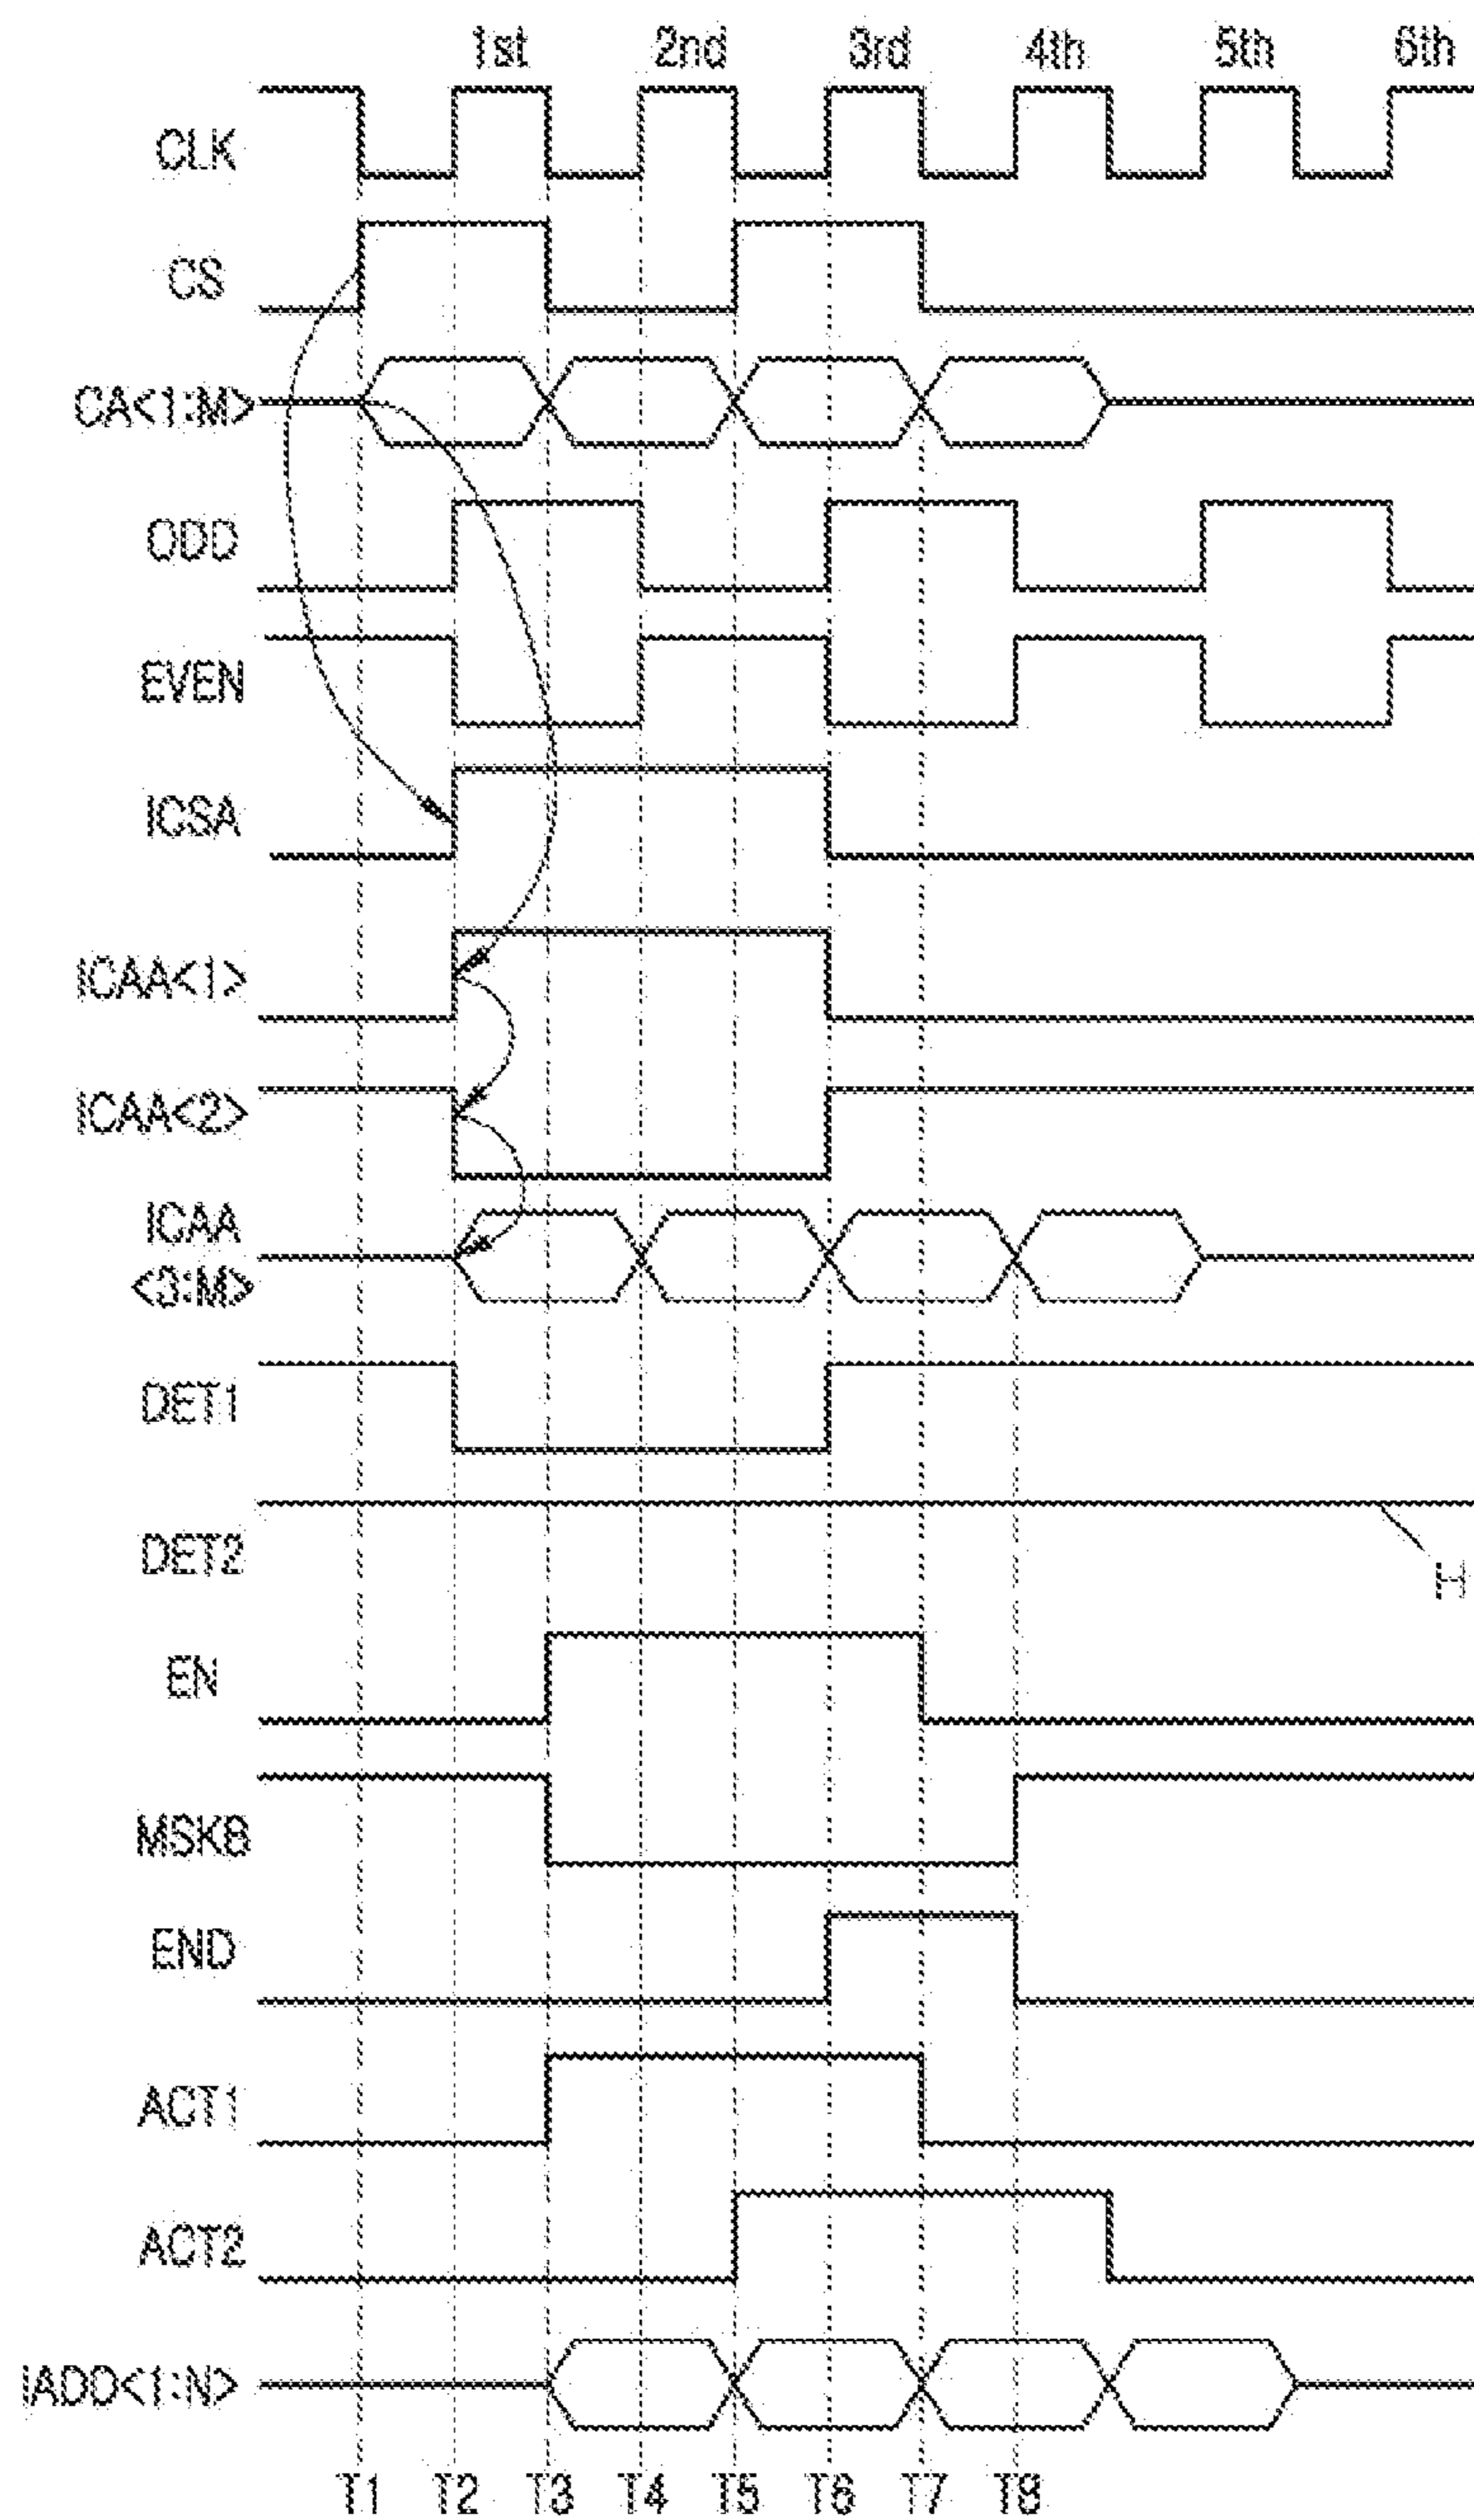 1st 2nd 3rd 4th 5th 6th
CLK
CS
CA<1:M>
ODD
EVEN
ICSA
ICAA<1>
ICAA<2>
ICAA
<3:M>
DET1
DET2
H
EN
MSKB
END
ACT1
ACT2
IADD<1:N>
T1 T2 T3 T4 T5 T6 T7 T8